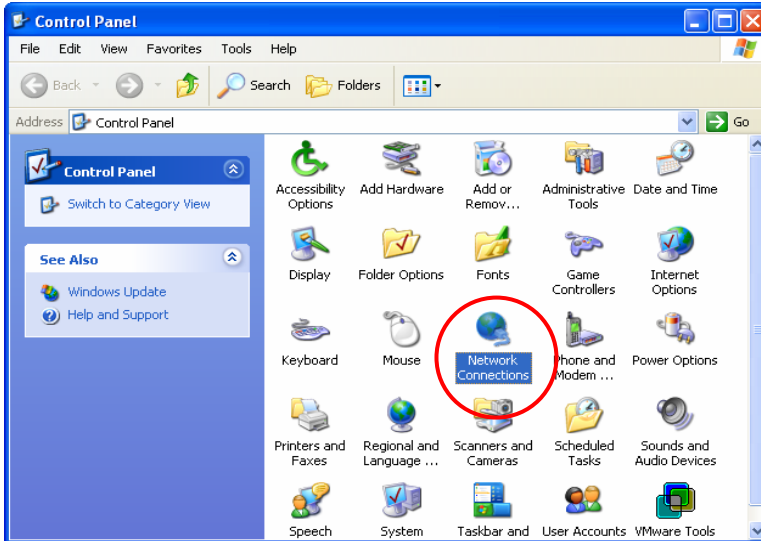 Control Panel
File Edit View Favorites Tools Help
Back Search Folders
Address Control Panel Go
Control Panel
Switch to Category View
See Also
Windows Update
Help and Support
Accessibility Options
Add Hardware
Add or Remov...
Administrative Tools
Date and Time
Display
Folder Options
Fonts
Game Controllers
Internet Options
Keyboard
Mouse
Network Connections
Phone and Modem ...
Power Options
Printers and Faxes
Regional and Language ...
Scanners and Cameras
Scheduled Tasks
Sounds and Audio Devices
Speech
System
Taskbar and
User Accounts
VMware Tools